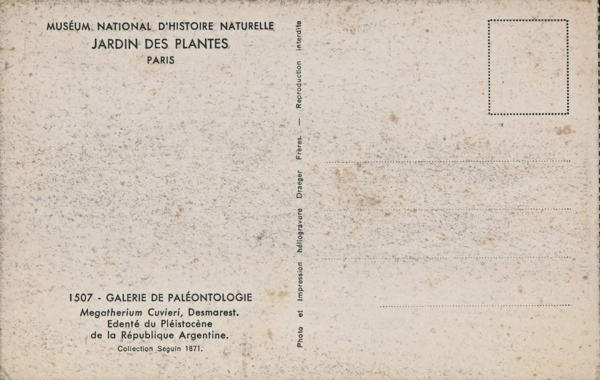 MUSÉUM NATIONAL D'HISTOIRE NATURELLE
JARDIN DES PLANTES
PARIS
1507 - GALERIE DE PALÉONTOLOGIE
Megatherium Cuvieri, Desmarest.
Edenté du Pléistocène
de la République Argentine.
Collection Seguin 1871.
Photo et Impression héliogravure Draeger Frères. — Reproduction interdite